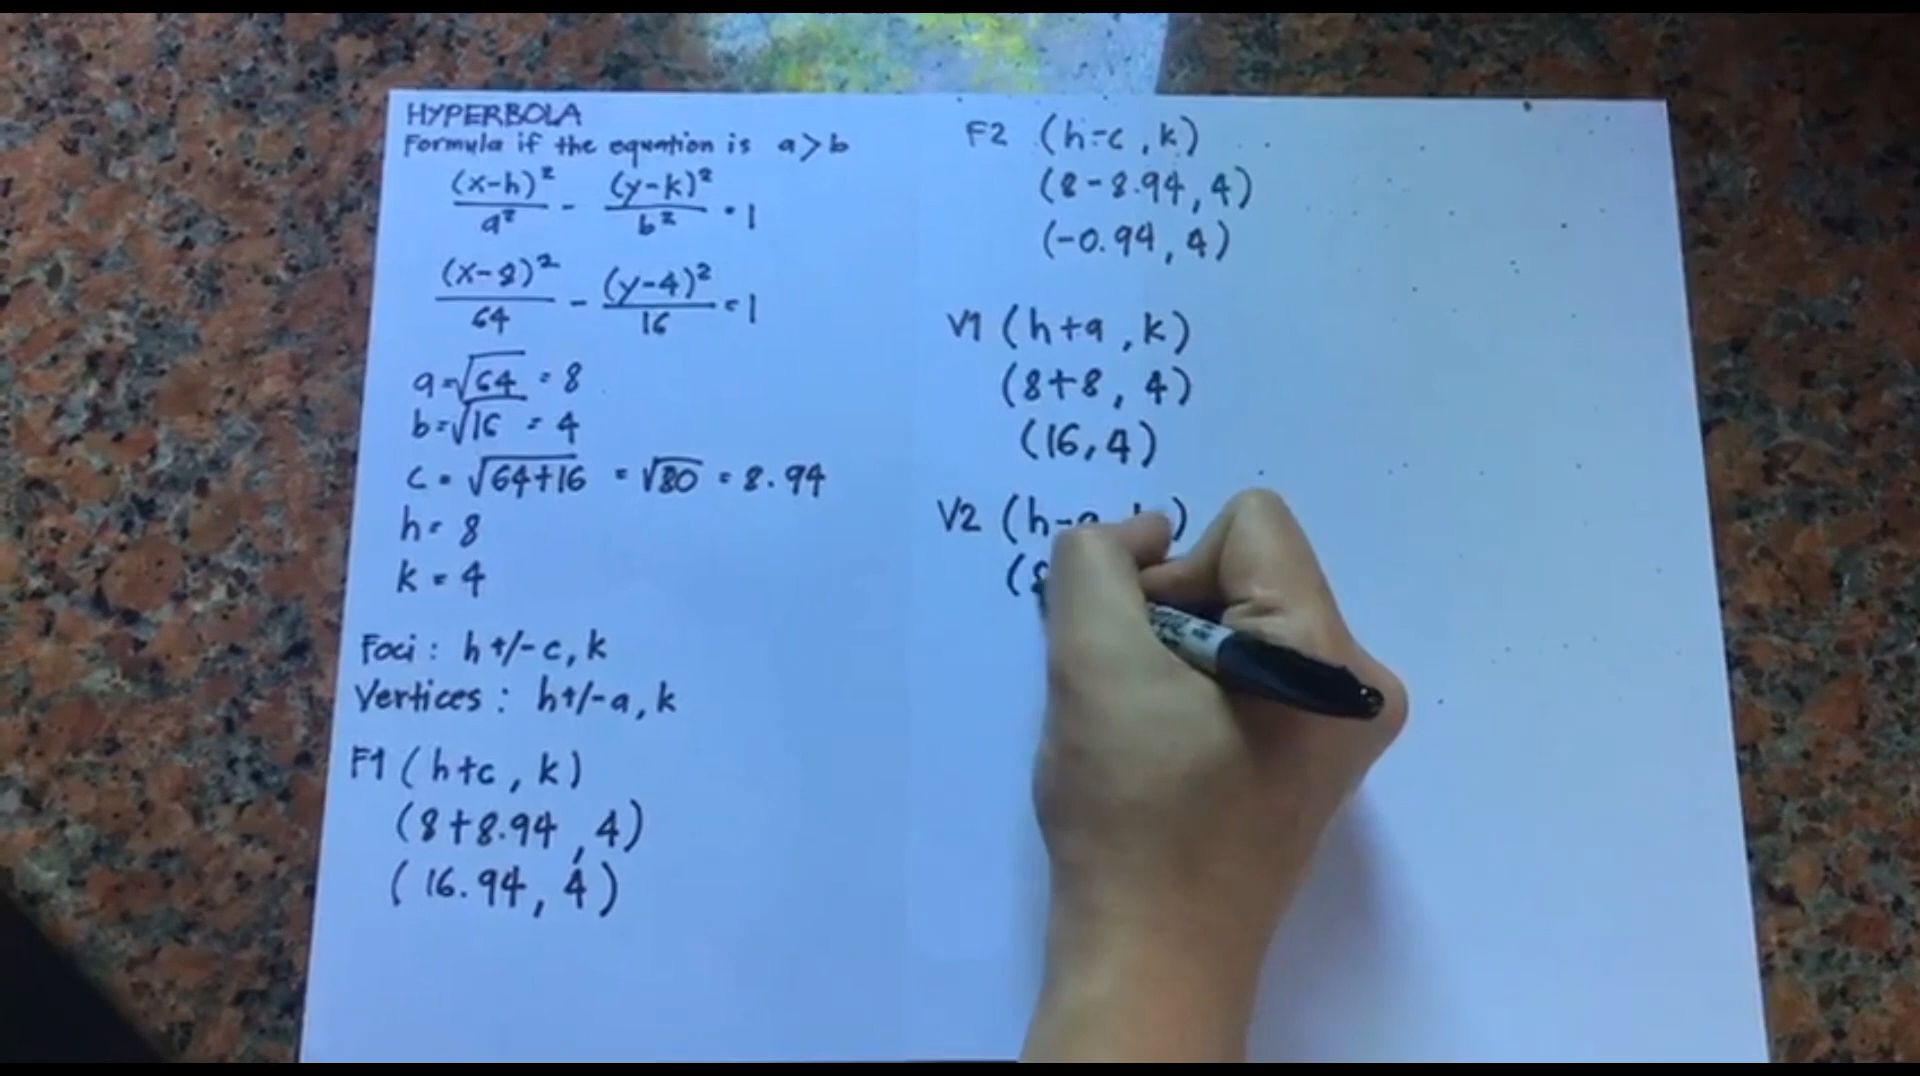 HYPERBOLA
Formula if the equation is a>b
(x-h)²/a² - (y-k)²/b² = 1
(x-8)²/64 - (y-4)²/16 = 1
a=√64 = 8
b=√16 = 4
c = √64+16 = √80 = 8.94
h = 8
k = 4
Foci: h+/-c, k
Vertices: h+/-a, k
F1 (h+c, k)
(8+8.94, 4)
(16.94, 4)
F2 (h-c, k)
(8-8.94, 4)
(-0.94, 4)
V1 (h+a, k)
(8+8, 4)
(16,4)
V2 (h-
(8